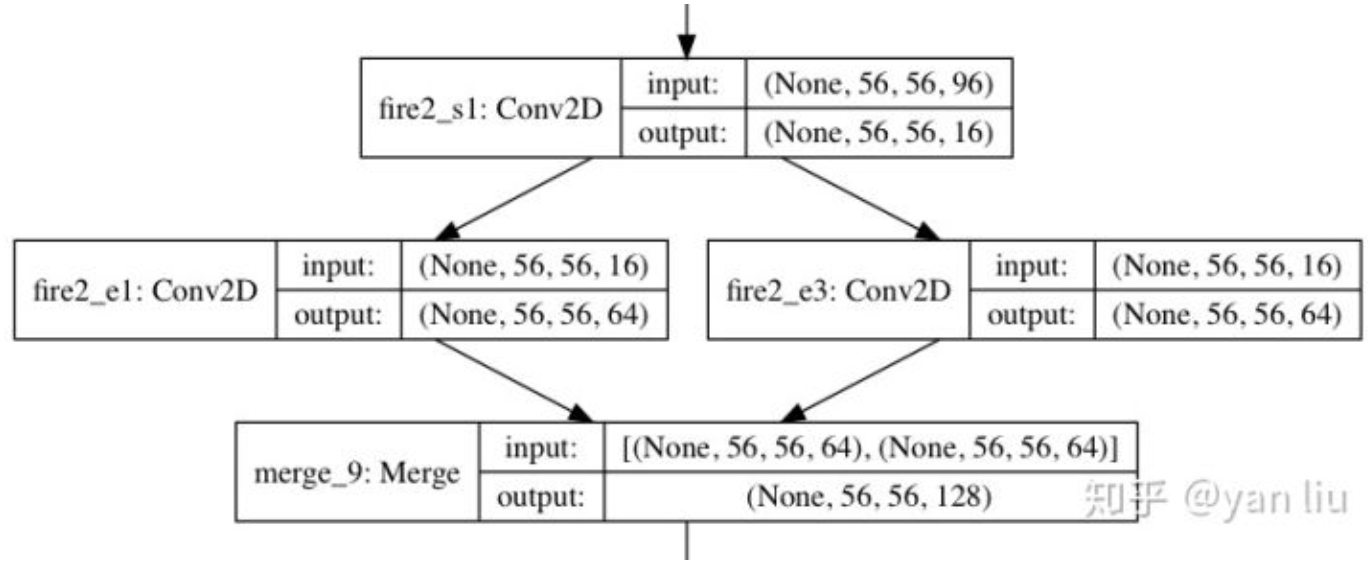 fire2_s1: Conv2D
input:
(None, 56, 56, 96)
output:
(None, 56, 56, 16)
fire2_e1: Conv2D
input:
(None, 56, 56, 16)
output:
(None, 56, 56, 64)
fire2_e3: Conv2D
input:
(None, 56, 56, 16)
output:
(None, 56, 56, 64)
merge_9: Merge
input:
[(None, 56, 56, 64), (None, 56, 56, 64)]
output:
(None, 56, 56, 128)
知乎 @yan liu